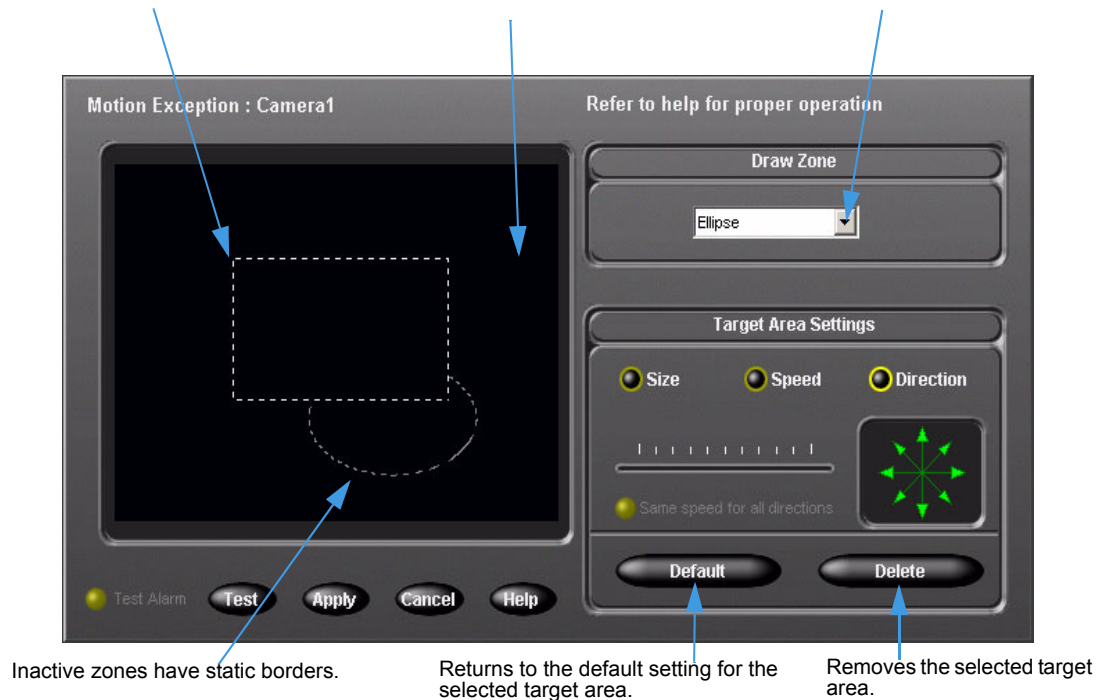 Motion Exception : Camera1
Refer to help for proper operation
Draw Zone
Ellipse
Target Area Settings
Size
Speed
Direction
Same speed for all directions
Default
Delete
Test Alarm
Test
Apply
Cancel
Help
Inactive zones have static borders.
Returns to the default setting for the
selected target area.
Removes the selected target
area.